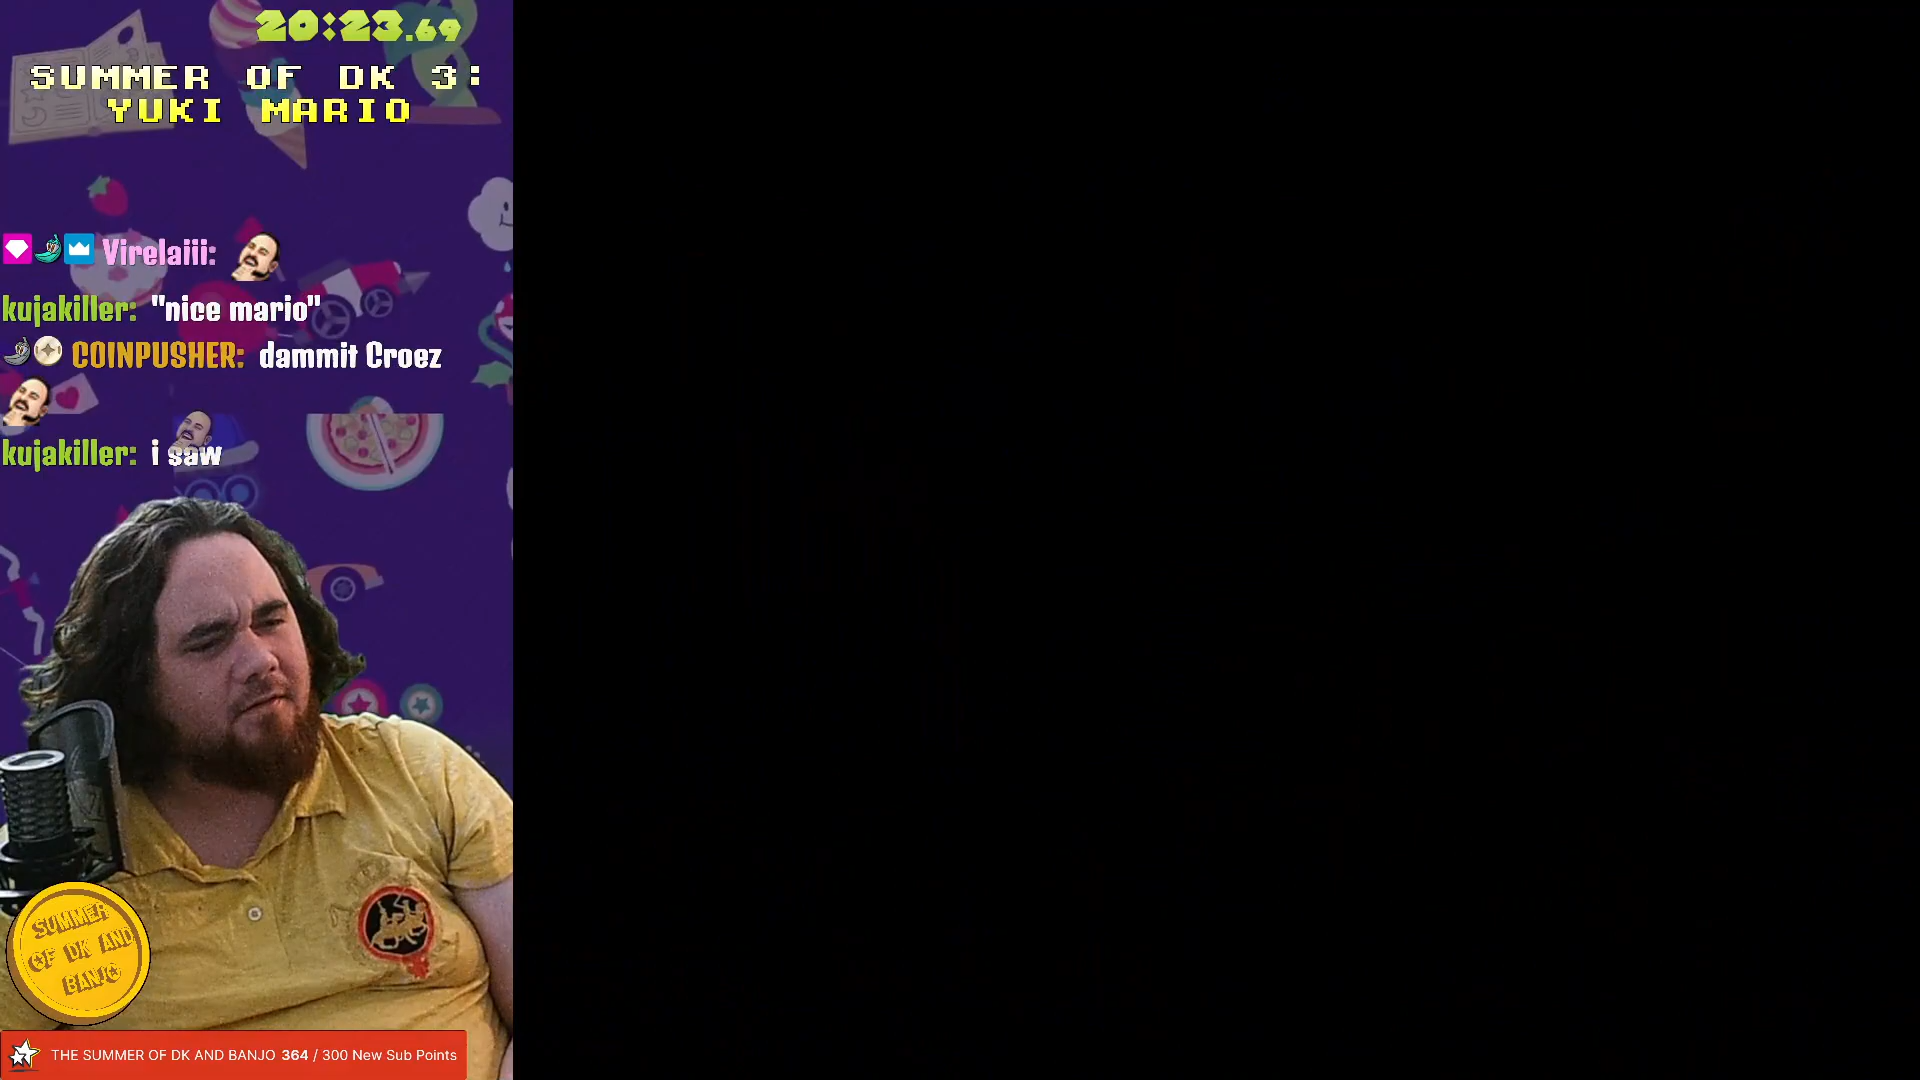 20:23.69
SUMMER OF DK 3:
YUKI MARIO
Virelaiii:
kujakiller: "nice mario"
COINPUSHER: dammit Croez
kujakiller: i saw
SUMMER
OF DK AND
BANJO
THE SUMMER OF DK AND BANJO 364 / 300 New Sub Points